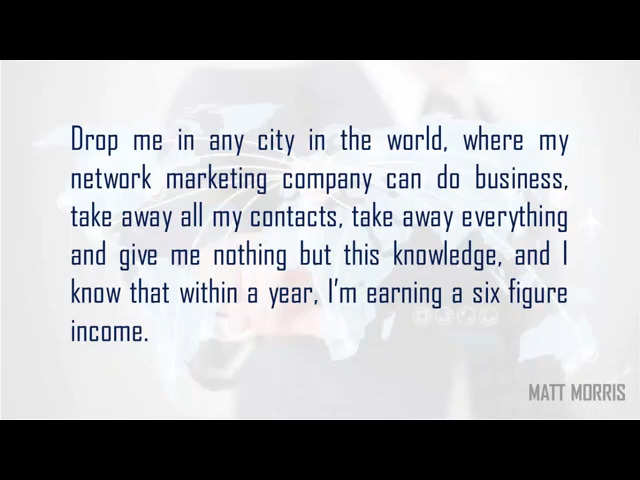 Drop me in any city in the world, where my
network marketing company can do business,
take away all my contacts, take away everything
and give me nothing but this knowledge, and I
know that within a year, I'm earning a six figure
income.
MATT MORRIS